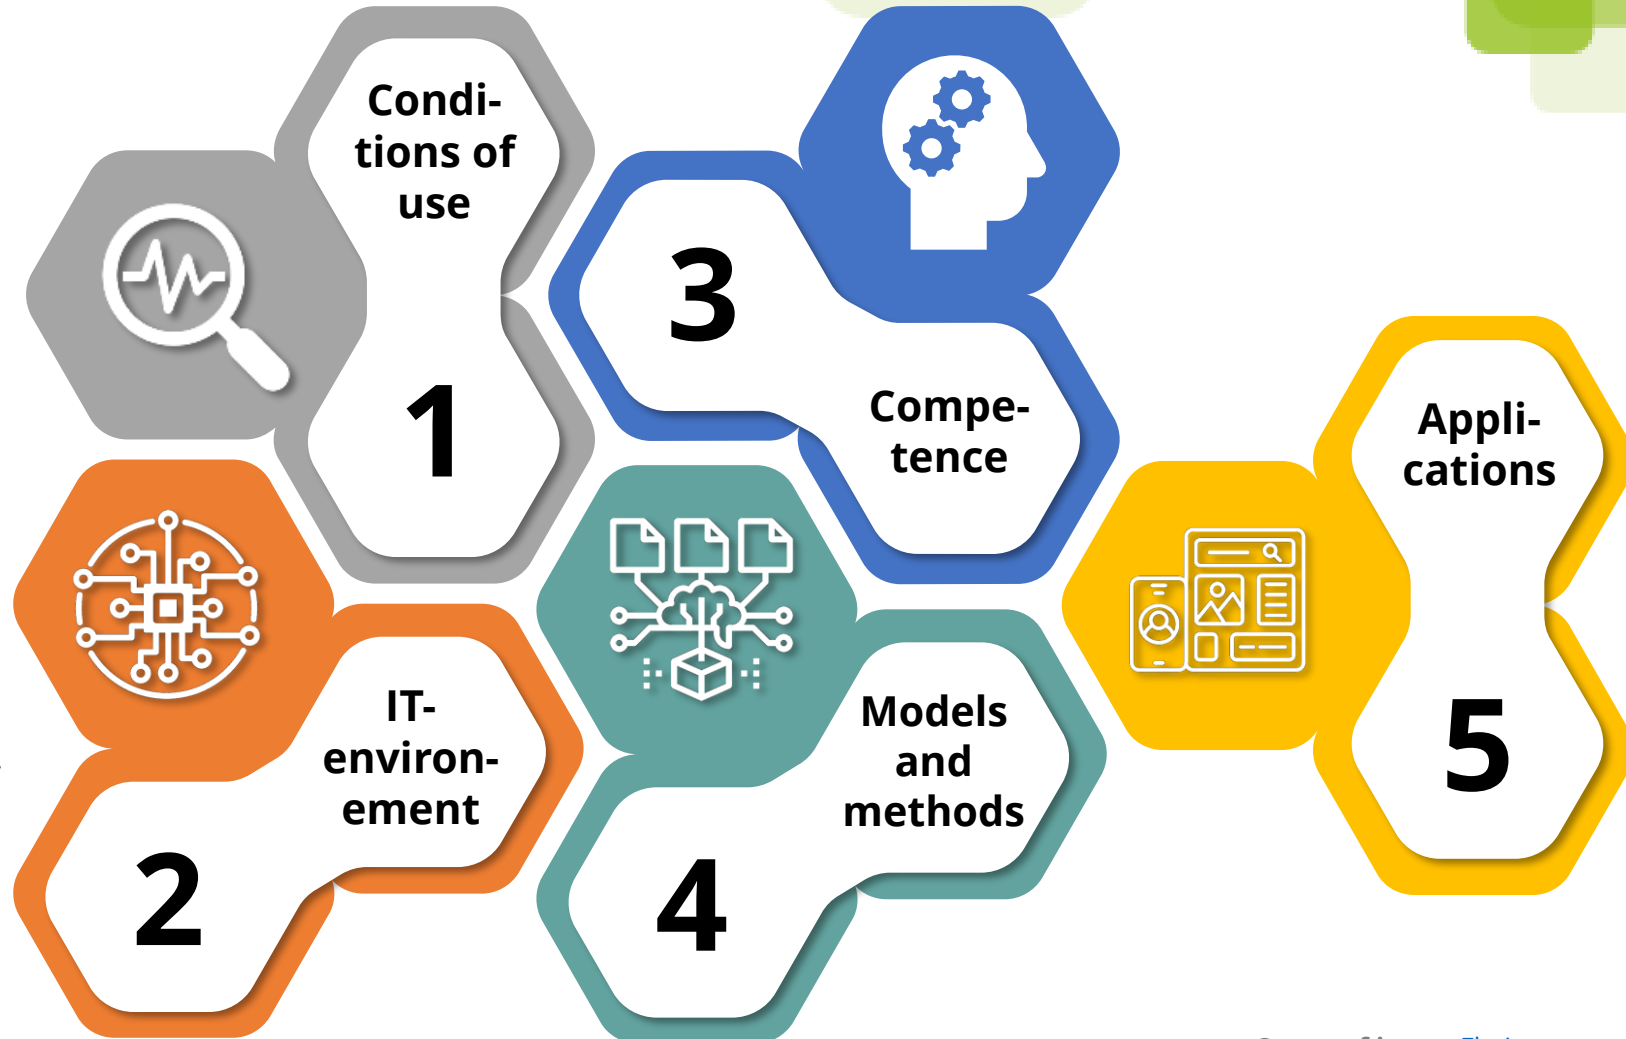 Condi-
tions of
use
1
3
Compe-
tence
Appli-
cations
5
IT-
environ-
ement
2
Models
and
methods
4